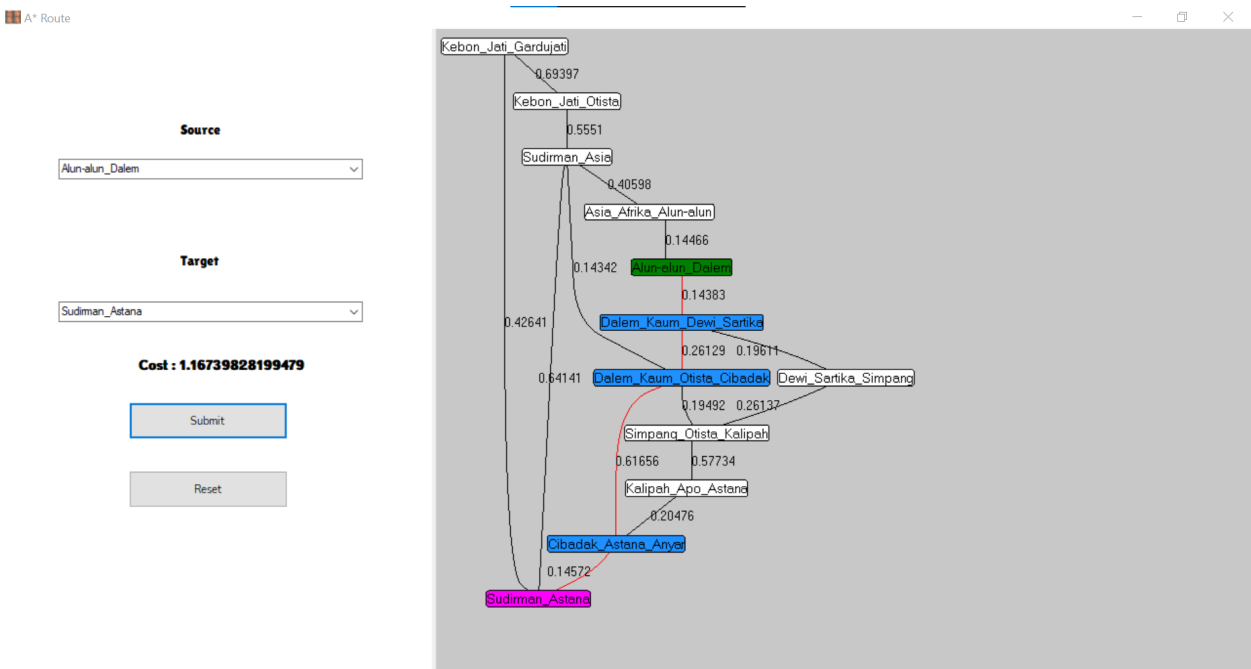 A* Route
Source
Alun-alun_Dalem
Target
Sudirman_Astana
Cost : 1.16739828199479
Submit
Reset
Kebon_Jati_Gardujati
0.69397
Kebon_Jati_Otista
0.5551
Sudirman_Asia
0.40598
Asia_Afrika_Alun-alun
0.14466
0.14342
Alun-alun_Dalem
0.14383
0.42641
Dalem_Kaum_Dewi_Sartika
0.26129 0.19611
0.64141
Dalem_Kaum_Otista_Cibadak
Dewi_Sartika_Simpang
0.19492 0.26137
Simpang_Otista_Kalipah
0.61656 0.57734
Kalipah_Apo_Astana
0.20476
Cibadak_Astana_Anyar
0.14572
Sudirman_Astana